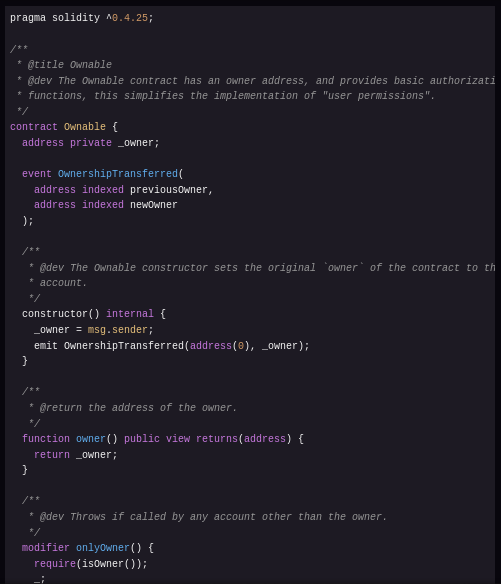 pragma solidity ^0.4.25;
/**
 * @title Ownable
 * @dev The Ownable contract has an owner address, and provides basic
 * functions, this simplifies the implementation of "user permissions".
 */
contract Ownable {
  address private _owner;
  event OwnershipTransferred(
    address indexed previousOwner,
    address indexed newOwner
  );
  /**
   * @dev The Ownable constructor sets the original `owner` of the contract to
   * account.
   */
  constructor() internal {
    _owner = msg.sender;
    emit OwnershipTransferred(address(0), _owner);
  }
  /**
   * @return the address of the owner.
   */
  function owner() public view returns(address) {
    return _owner;
  }
  /**
   * @dev Throws if called by any account other than the owner.
   */
  modifier onlyOwner() {
    require(isOwner());
    _;